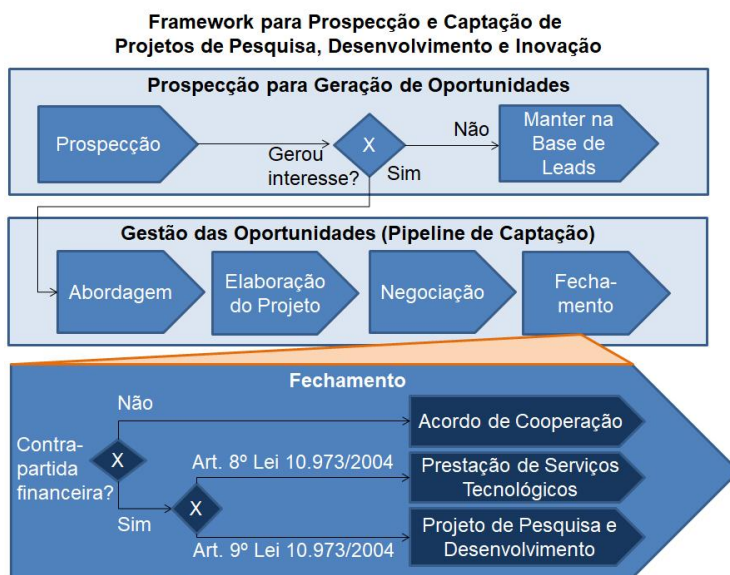 Framework para Prospecção e Captação de
Projetos de Pesquisa, Desenvolvimento e Inovação
Prospecção para Geração de Oportunidades
Prospecção
Gerou
interesse?
X
Sim
Não
Manter na
Base de
Leads
Gestão das Oportunidades (Pipeline de Captação)
Abordagem
Elaboração
do Projeto
Negociação
Fecha-
mento
Fechamento
Contra-
partida
financeira?
X
Não
Acordo de Cooperação
Sim
X
Art. 8º Lei 10.973/2004
Prestação de Serviços
Tecnológicos
Art. 9º Lei 10.973/2004
Projeto de Pesquisa e
Desenvolvimento